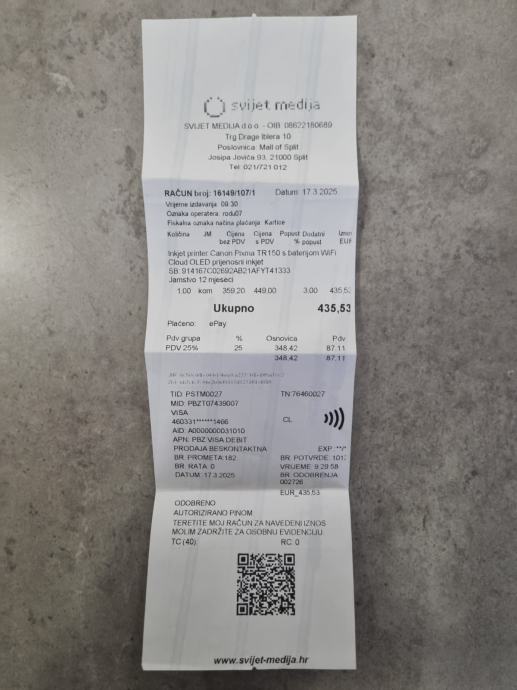 svijet medija
SVIJET MEDIJA d.o.o. - OIB: 08622180689
Trg Drage Iblera 10
Poslovnica: Mall of Split
Josipa Jovića 93, 21000 Split
Tel: 021/721 012
RAČUN broj: 16149/107/1 Datum: 17.3.2025
Vrijeme izdavanja: 09:30
Oznaka operatera: rodu07
Fiskalna oznaka načina plaćanja: Kartice
Količina JM Cijena Cijena Popust Dodatni Iznos
bez PDV s PDV % popust EUR
Inkjet printer Canon Pixma TR150 s baterijom WiFi
Cloud OLED prijenosni inkjet
SB: 914167C02692AB21AFYT41333
Jamstvo 12 mjeseci
1.00 kom 359.20 449.00 3.00 435,53
Ukupno 435,53
Plaćeno: ePay
Pdv grupa % Osnovica Pdv
PDV 25% 25 348.42 87.11
348.42 87.11
TID: PSTM0027 TN:76460027
MID: PBZT07439007
VISA
460331******1466 CL
AID: A0000000031010
APN: PBZ VISA DEBIT
PRODAJA BESKONTAKTNA EXP.:**/*
BR. PROMETA:182 BR. POTVRDE: 101
BR. RATA: 0 VRIJEME: 9:29:58
DATUM: 17.3.2025 BR. ODOBRENJA:
002726
EUR_435,53
ODOBRENO
AUTORIZIRANO PINOM
TERETITE MOJ RAČUN ZA NAVEDENI IZNOS
MOLIM ZADRŽITE ZA OSOBNU EVIDENCIJU
TC (40): RC: 0
www.svijet-medija.hr